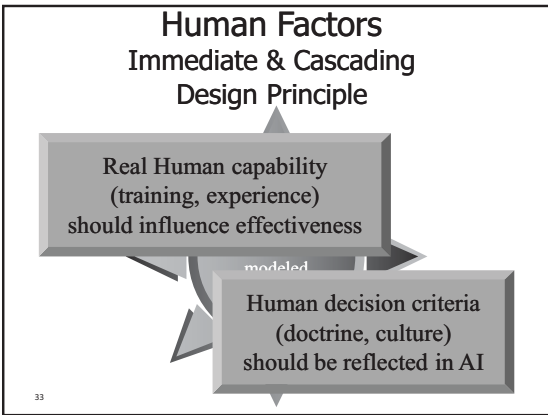 Human Factors
Immediate & Cascading
Design Principle
Real Human capability
(training, experience)
should influence effectiveness
modeled
Human decision criteria
(doctrine, culture)
should be reflected in AI
33